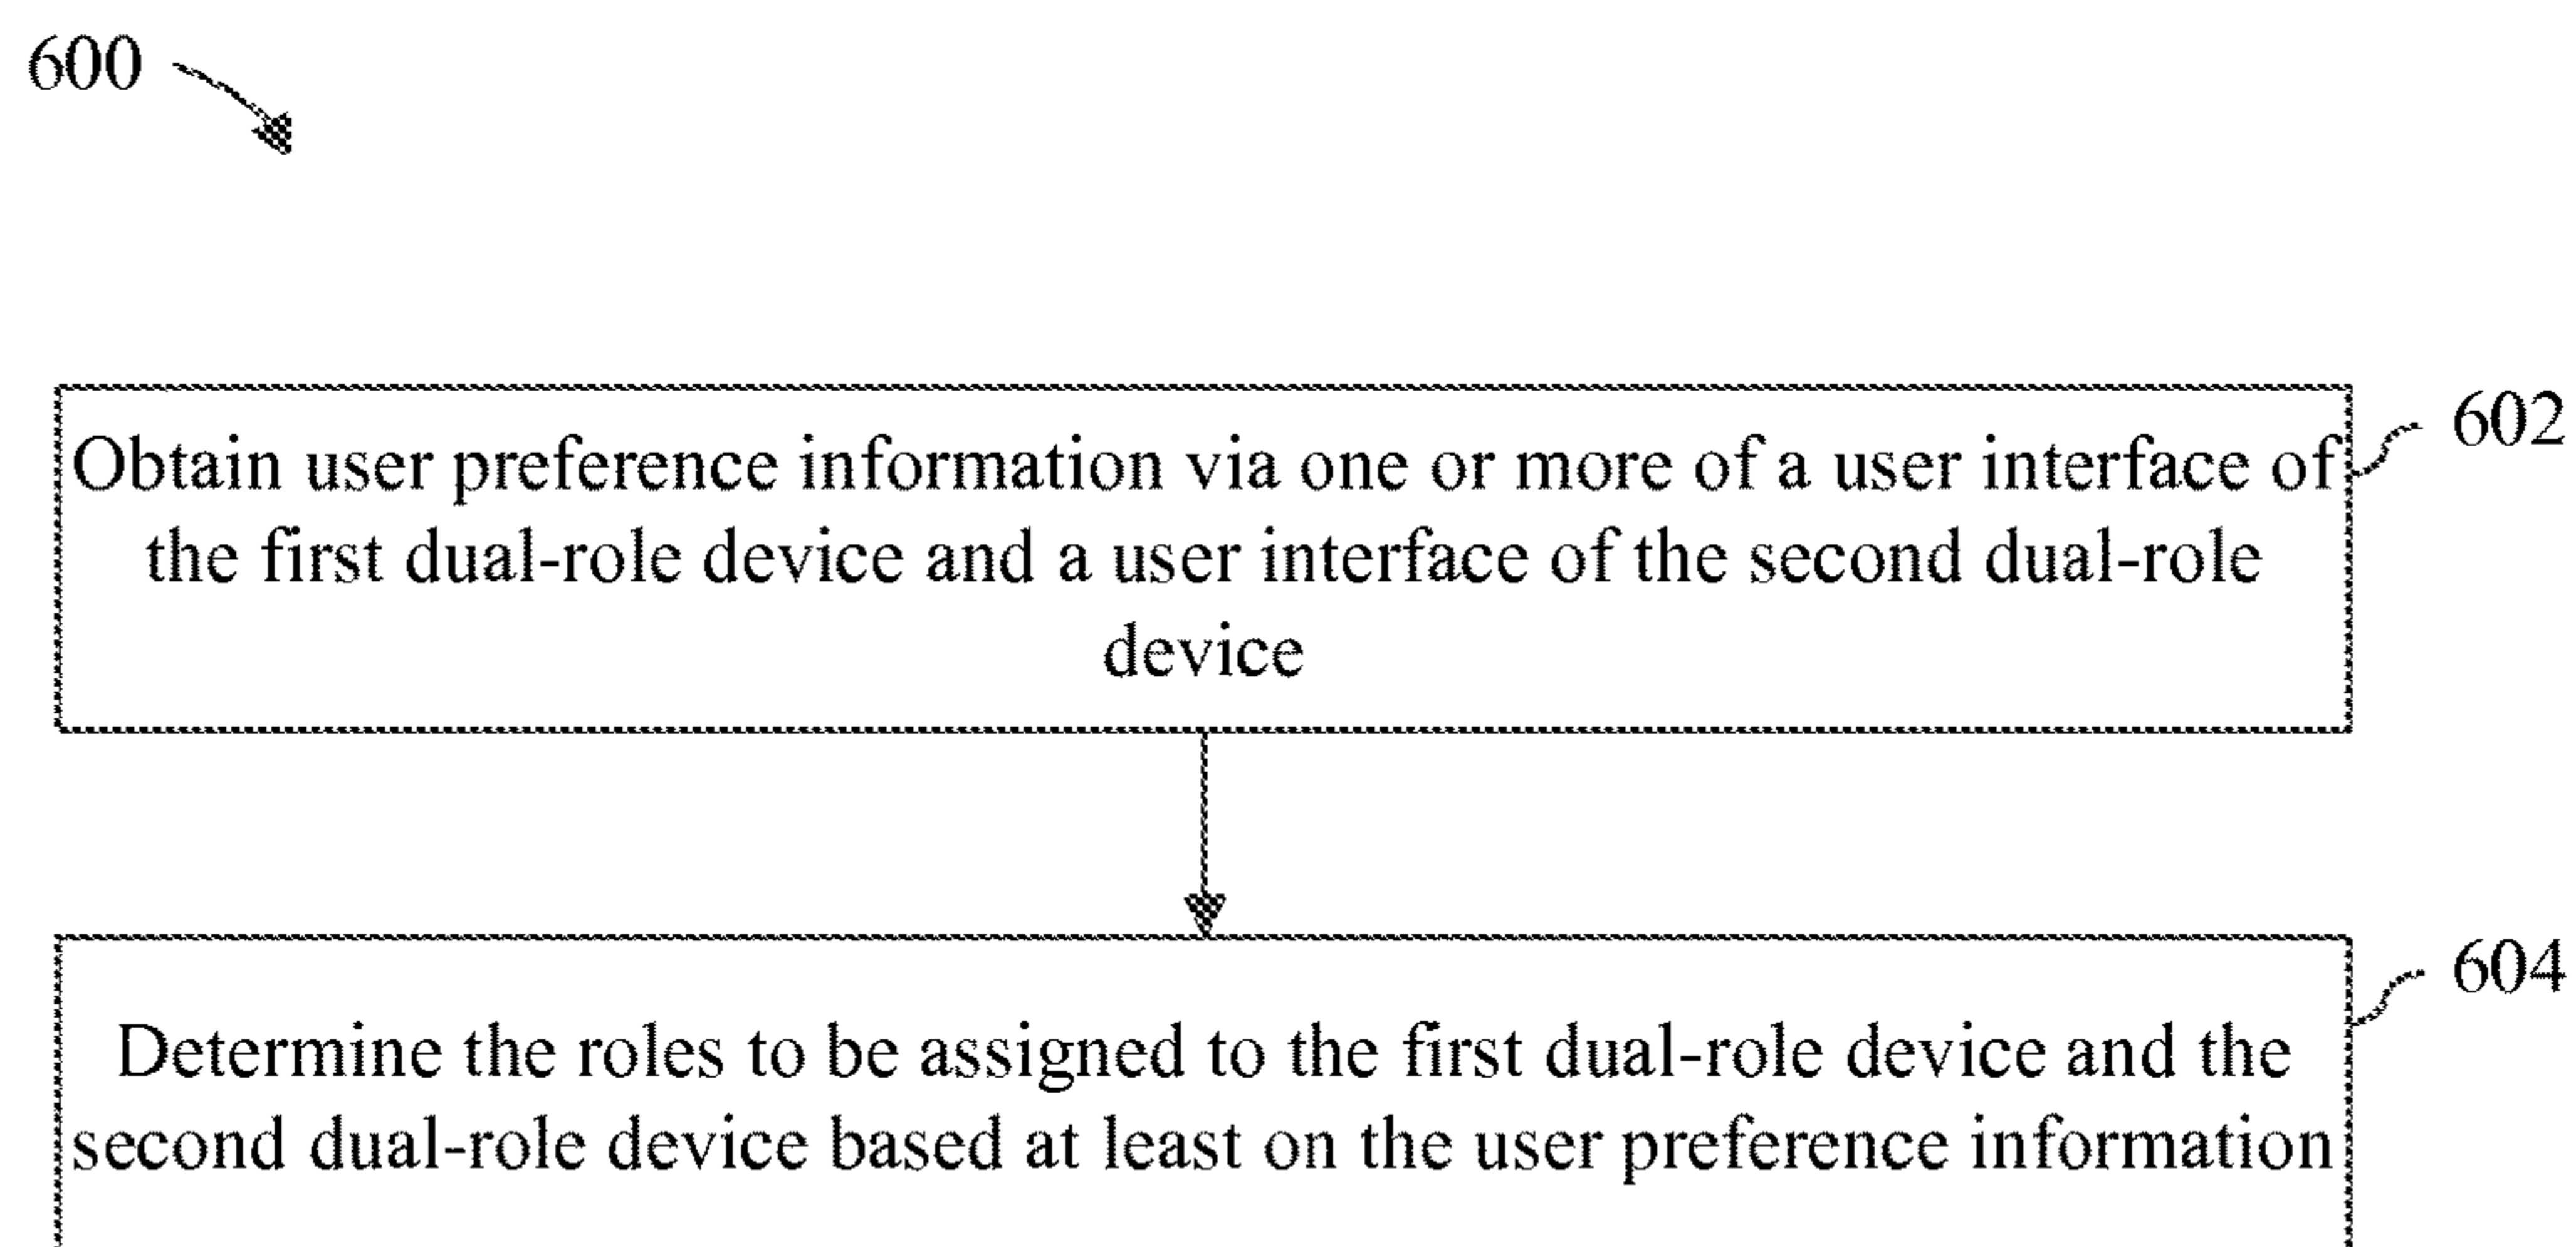 600
Obtain user preference information via one or more of a user interface of
602
the first dual-role device and a user interface of the second dual-role
device
604
Determine the roles to be assigned to the first dual-role device and the
second dual-role device based at least on the user preference information